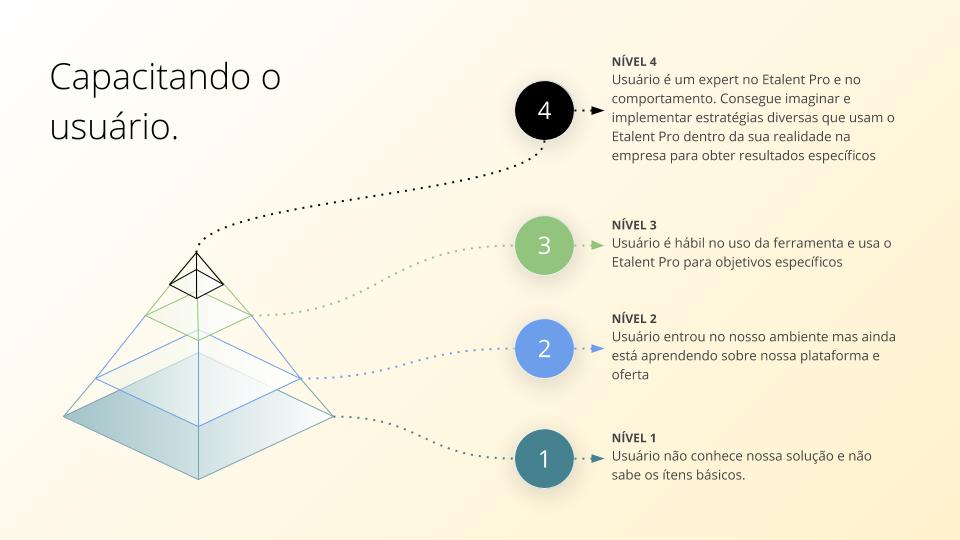 Capacitando o
usuário.
4
NÍVEL 4
Usuário é um expert no Etalent Pro e no
comportamento. Consegue imaginar e
implementar estratégias diversas que usam o
Etalent Pro dentro da sua realidade na
empresa para obter resultados específicos
3
NÍVEL 3
Usuário é hábil no uso da ferramenta e usa o
Etalent Pro para objetivos específicos
2
NÍVEL 2
Usuário entrou no nosso ambiente mas ainda
está aprendendo sobre nossa plataforma e
oferta
1
NÍVEL 1
Usuário não conhece nossa solução e não
sabe os ítens básicos.